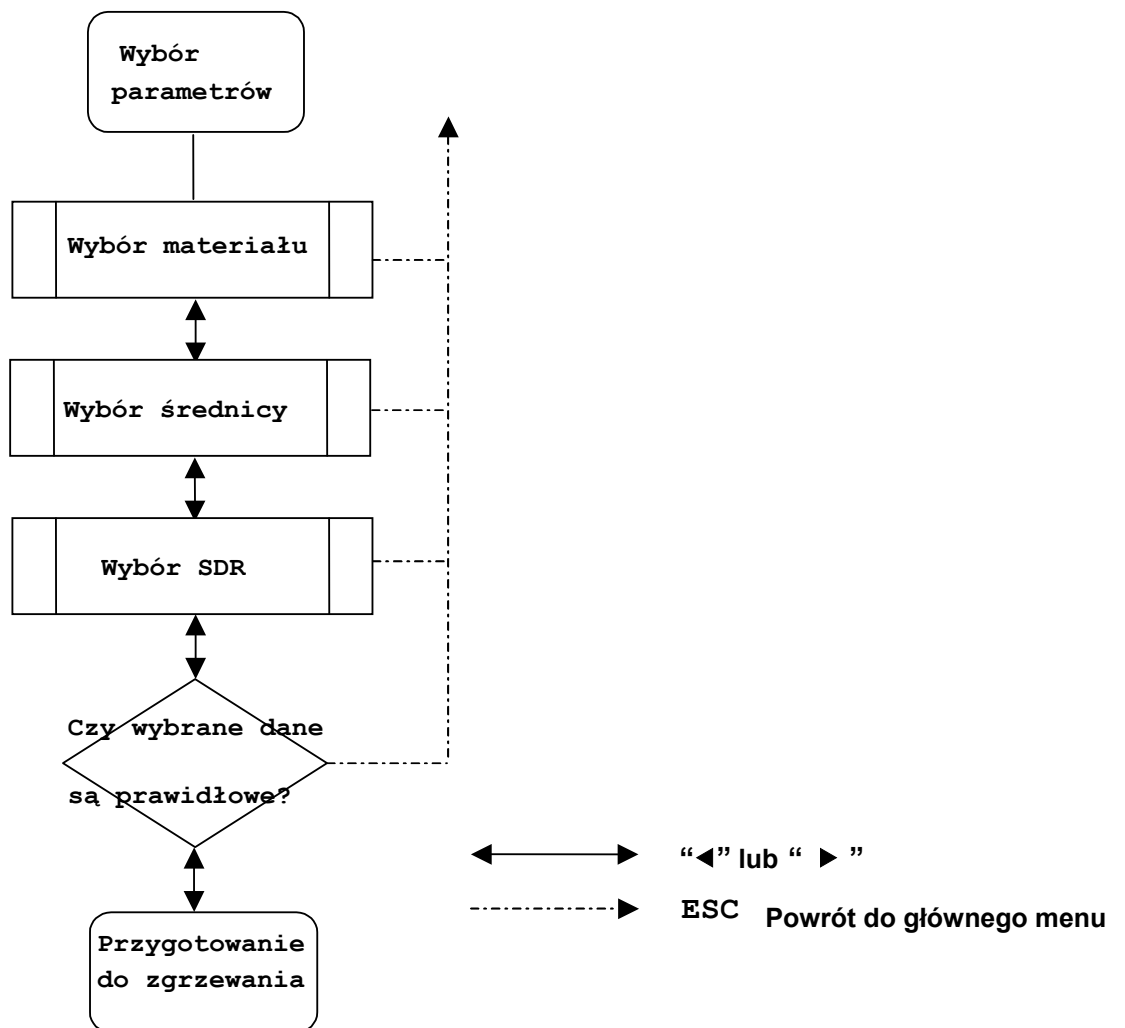 Wybór
parametrów
Wybór materiału
Wybór średnicy
Wybór SDR
Czy wybrane dane
są prawidłowe?
Przygotowanie
do zgrzewania
“◀” lub “ ▶ ”
ESC Powrót do głównego menu